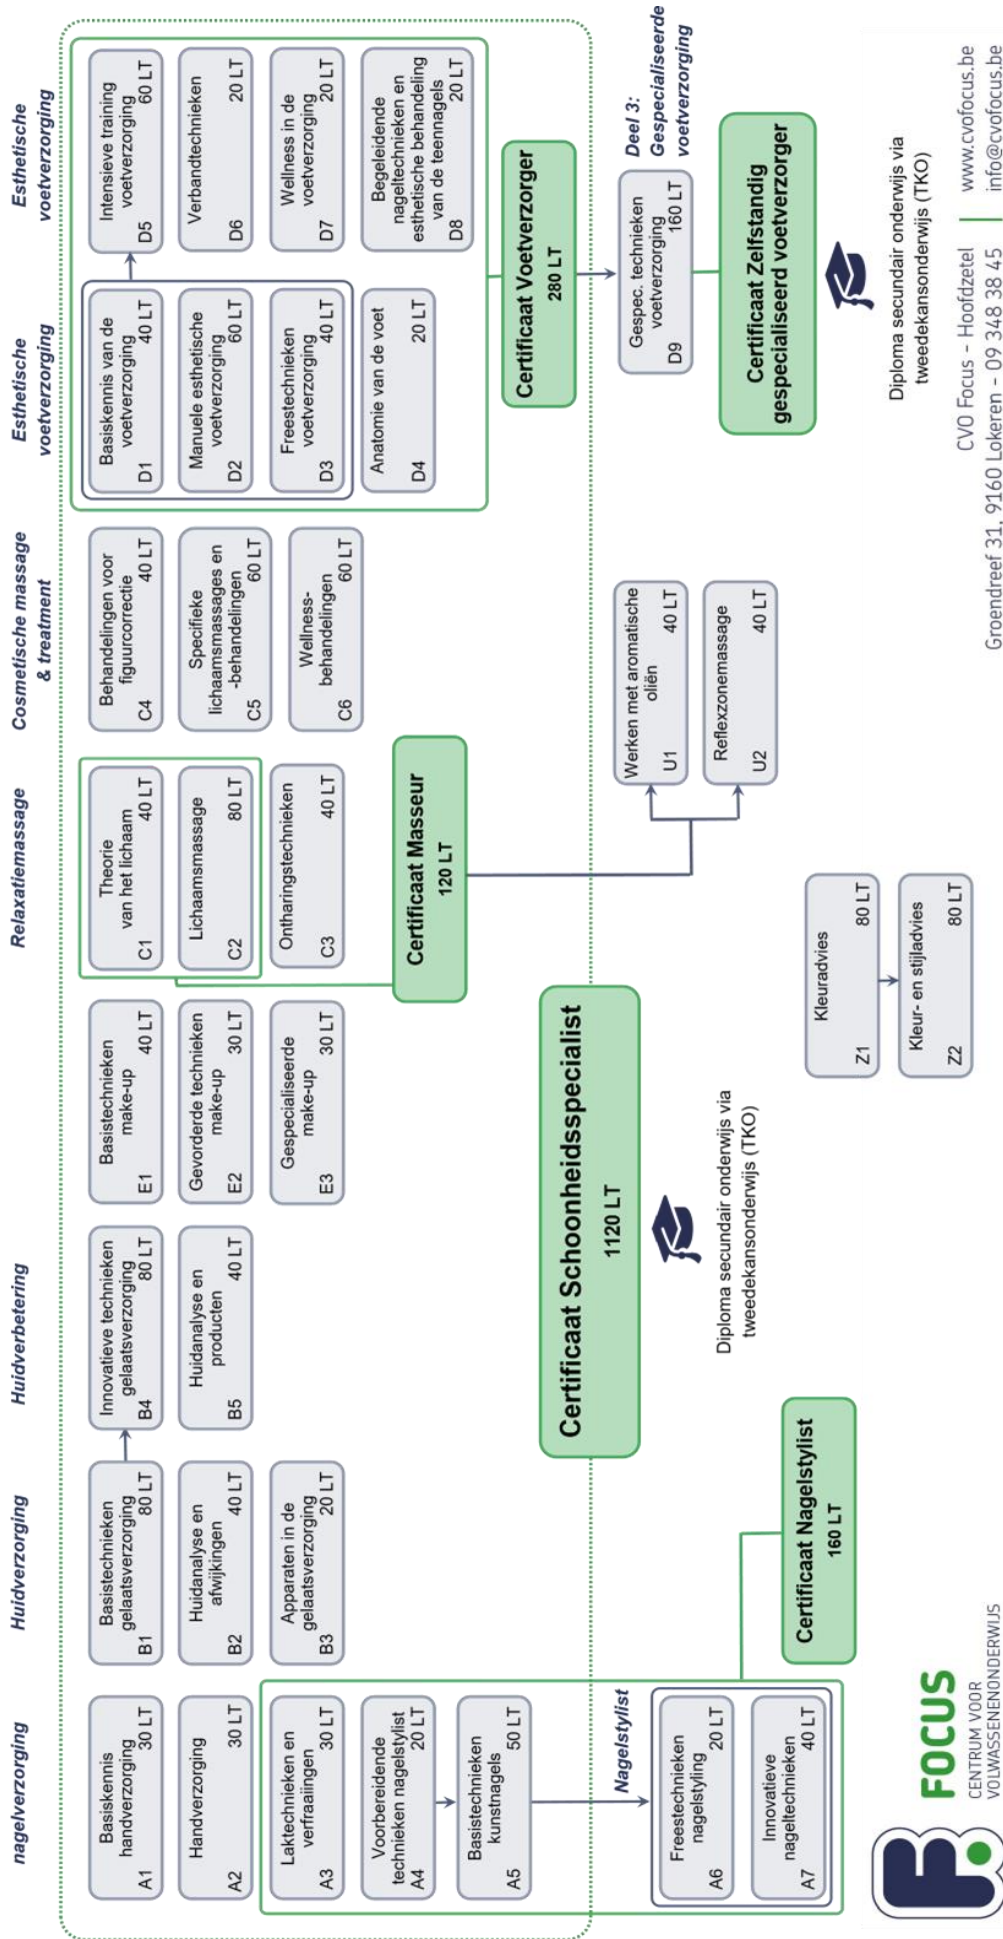 nagelverzorging
Huidverzorging
Huidverbetering
Relaxatiemassage
Cosmetische massage
& treatment
Esthetische
voetverzorging
Esthetische
voetverzorging
Basiskennis
handverzorging
A1 30 LT
Handverzorging
A2 30 LT
Laktechnieken en
verfraaiingen
A3 30 LT
Voorbereidende
technieken nagelstylist
A4 20 LT
Basistechnieken
kunstnagels
A5 50 LT
Nagelstylist
Freestechnieken
nagelstyling
A6 20 LT
Innovatieve
nageltechnieken
A7 40 LT
Basistechnieken
gelaatsverzorging
B1 80 LT
Huidanalyse en
afwijkingen
B2 40 LT
Apparaten in de
gelaatsverzorging
B3 20 LT
Certificaat Nagelstylist
160 LT
Innovatieve technieken
gelaatsverzorging
B4 80 LT
Huidanalyse en
producten
B5 40 LT
Basistechnieken
make-up
E1 40 LT
Gevorderde technieken
make-up
E2 30 LT
Gespecialiseerde
make-up
E3 30 LT
Certificaat Schoonheidsspecialist
1120 LT
Diploma secundair onderwijs via
tweedekansonderwijs (TKO)
Theorie
van het lichaam
C1 40 LT
Lichaamsmassage
C2 80 LT
Ontharingstechnieken
C3 40 LT
Certificaat Masseur
120 LT
Kleuradvies
Z1 80 LT
Kleur- en stijladvies
Z2 80 LT
Behandelingen voor
figuurcorrectie
C4 40 LT
Specifieke
lichaamsmassages en
-behandelingen
C5 60 LT
Wellness-
behandelingen
C6 60 LT
Werken met aromatische
oliën
U1 40 LT
Reflexzonemassage
U2 40 LT
Basiskennis van de
voetverzorging
D1 40 LT
Manuele esthetische
voetverzorging
D2 60 LT
Freestechnieken
voetverzorging
D3 40 LT
Anatomie van de voet
D4 20 LT
Intensieve training
voetverzorging
D5 60 LT
Verbandtechnieken
D6 20 LT
Wellness in de
voetverzorging
D7 20 LT
Begeleidende
nageltechnieken en
esthetische behandeling
van de teennagels
D8 20 LT
Certificaat Voetverzorger
280 LT
Deel 3:
Gespecialiseerde
voetverzorging
Gespec. technieken
voetverzorging
D9 160 LT
Certificaat Zelfstandig
gespecialiseerd voetverzorger
Diploma secundair onderwijs via
tweedekansonderwijs (TKO)
F.
FOCUS
CENTRUM VOOR
VOLWASSENENONDERWIJS
CVO Focus - Hoofdzetel
Groendreef 31, 9160 Lokeren - 09 348 38 45
www.cvofocus.be
info@cvofocus.be